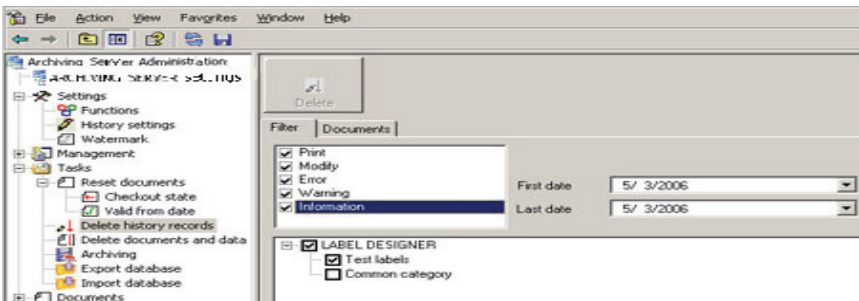 File Action View Favorites Window Help
Archiving Server Administration
Settings
Functions
History settings
Watermark
Management
Tasks
Reset documents
Checkout state
Valid from date
Delete history records
Delete documents and data
Archiving
Export database
Import database
Documents
Delete
Filter Documents
Print
Modify
Error
Warning
Information
First date 5/ 3/2006
Last date 5/ 3/2006
LABEL DESIGNER
Test labels
Common category